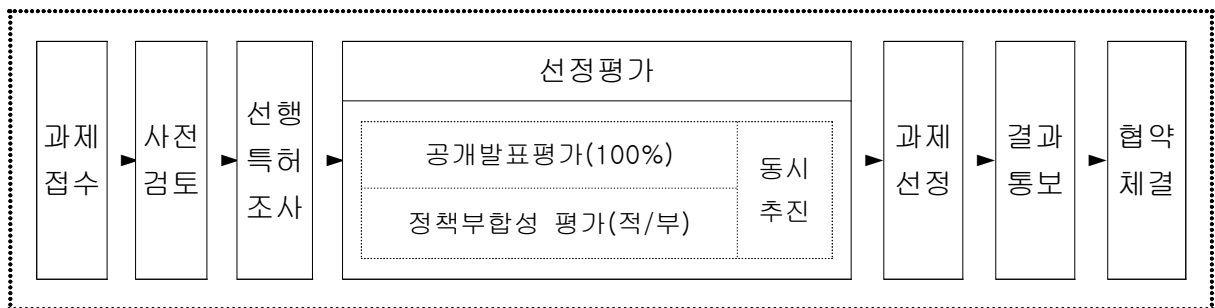 과제
접수
사전
검토
선행
특허
조사
선정평가
공개발표평가(100%)
정책부합성 평가(적/부)
동시
추진
과제
선정
결과
통보
협약
체결